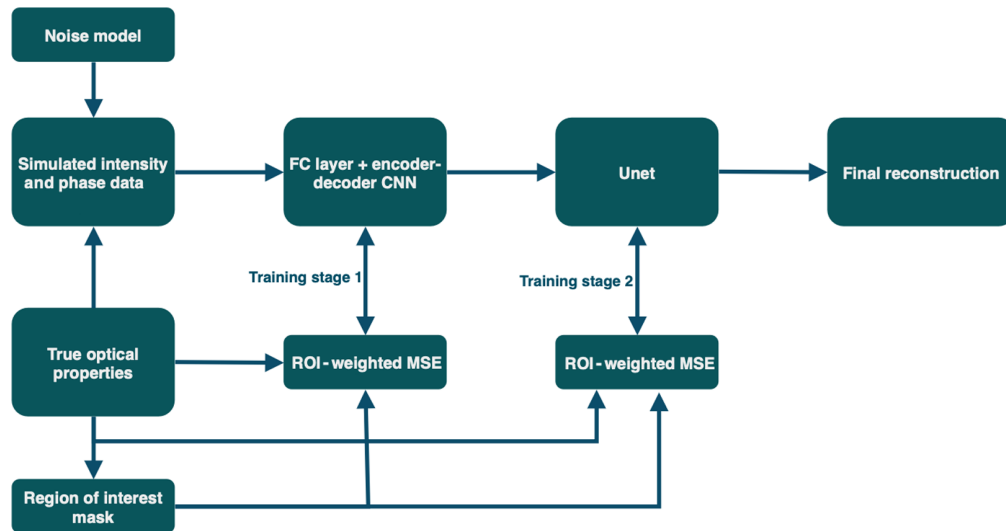 Noise model
Simulated intensity
and phase data
FC layer + encoder-
decoder CNN
Unet
Final reconstruction
Training stage 1
Training stage 2
True optical
properties
ROI-weighted MSE
ROI-weighted MSE
Region of interest
mask